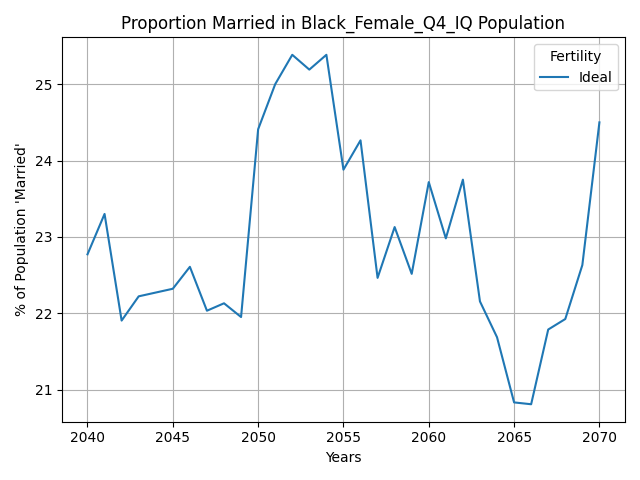 Proportion Married in Black_Female_Q4_IQ Population
Fertility
Ideal
% of Population 'Married'
25
24
23
22
21
2040 2045 2050 2055 2060 2065 2070
Years